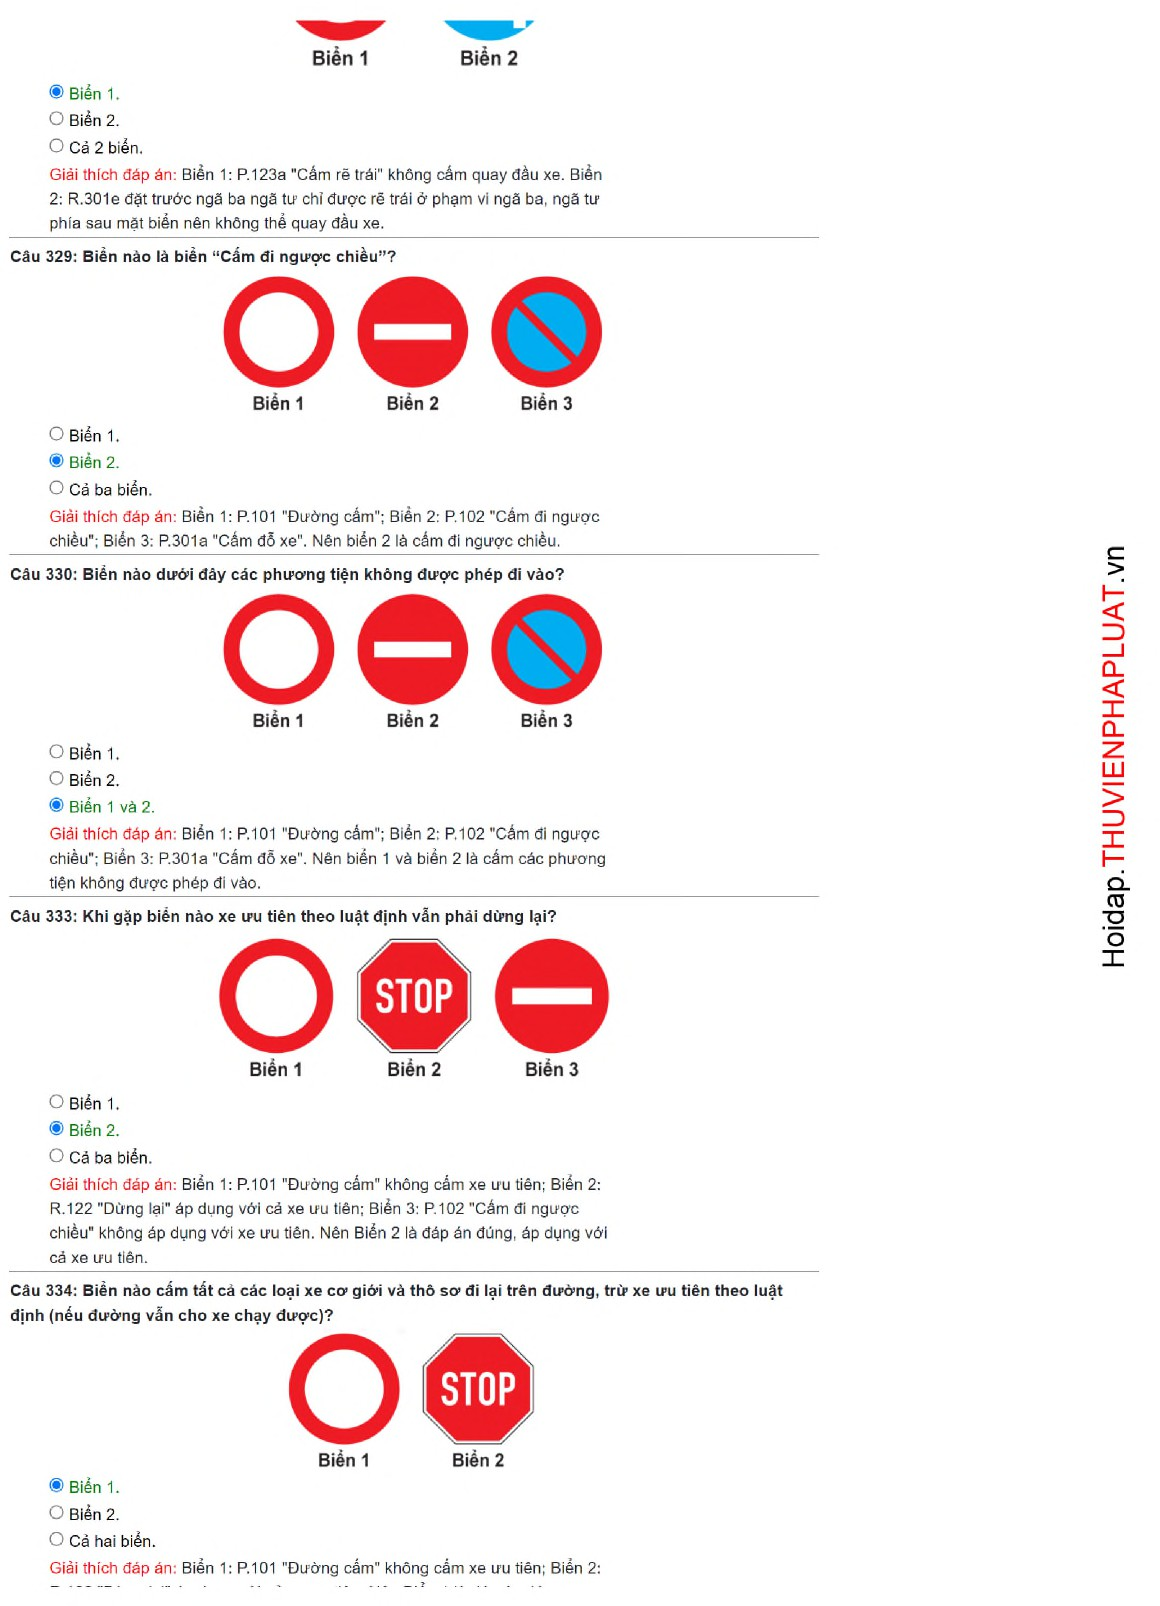 Biển 1 Biển 2
Biển 1.
Biển 2.
Cả 2 biển.
Giải thích đáp án: Biển 1: P.123a "Cấm rẽ trái" không cấm quay đầu xe. Biển
2: R.301e đặt trước ngã ba ngã tư chỉ được rẽ trái ở phạm vi ngã ba, ngã tư
phía sau mặt biển nên không thể quay đầu xe.
Câu 329: Biển nào là biển “Cấm đi ngược chiều”?
Biển 1 Biển 2 Biển 3
Biển 1.
Biển 2.
Cả ba biển.
Giải thích đáp án: Biển 1: P.101 "Đường cấm"; Biển 2: P.102 "Cấm đi ngược
chiều"; Biển 3: P.301a "Cấm đỗ xe". Nên biển 2 là cấm đi ngược chiều.
Câu 330: Biển nào dưới đây các phương tiện không được phép đi vào?
Biển 1 Biển 2 Biển 3
Biển 1.
Biển 2.
Biển 1 và 2.
Giải thích đáp án: Biển 1: P.101 "Đường cấm"; Biển 2: P.102 "Cấm đi ngược
chiều"; Biển 3: P.301a "Cấm đỗ xe". Nên biển 1 và biển 2 là cấm các phương
tiện không được phép đi vào.
Câu 333: Khi gặp biển nào xe ưu tiên theo luật định vẫn phải dừng lại?
STOP
Biển 1 Biển 2 Biển 3
Biển 1.
Biển 2.
Cả ba biển.
Giải thích đáp án: Biển 1: P.101 "Đường cấm" không cấm xe ưu tiên; Biển 2:
R.122 "Dừng lại" áp dụng với cả xe ưu tiên; Biển 3: P.102 "Cấm đi ngược
chiều" không áp dụng với xe ưu tiên. Nên Biển 2 là đáp án đúng, áp dụng với
cả xe ưu tiên.
Câu 334: Biển nào cấm tất cả các loại xe cơ giới và thô sơ đi lại trên đường, trừ xe ưu tiên theo luật
định (nếu đường vẫn cho xe chạy được)?
STOP
Biển 1 Biển 2
Biển 1.
Biển 2.
Cả hai biển.
Giải thích đáp án: Biển 1: P.101 "Đường cấm" không cấm xe ưu tiên; Biển 2:
Hoidap.THUVIENPHAPLUAT.vn